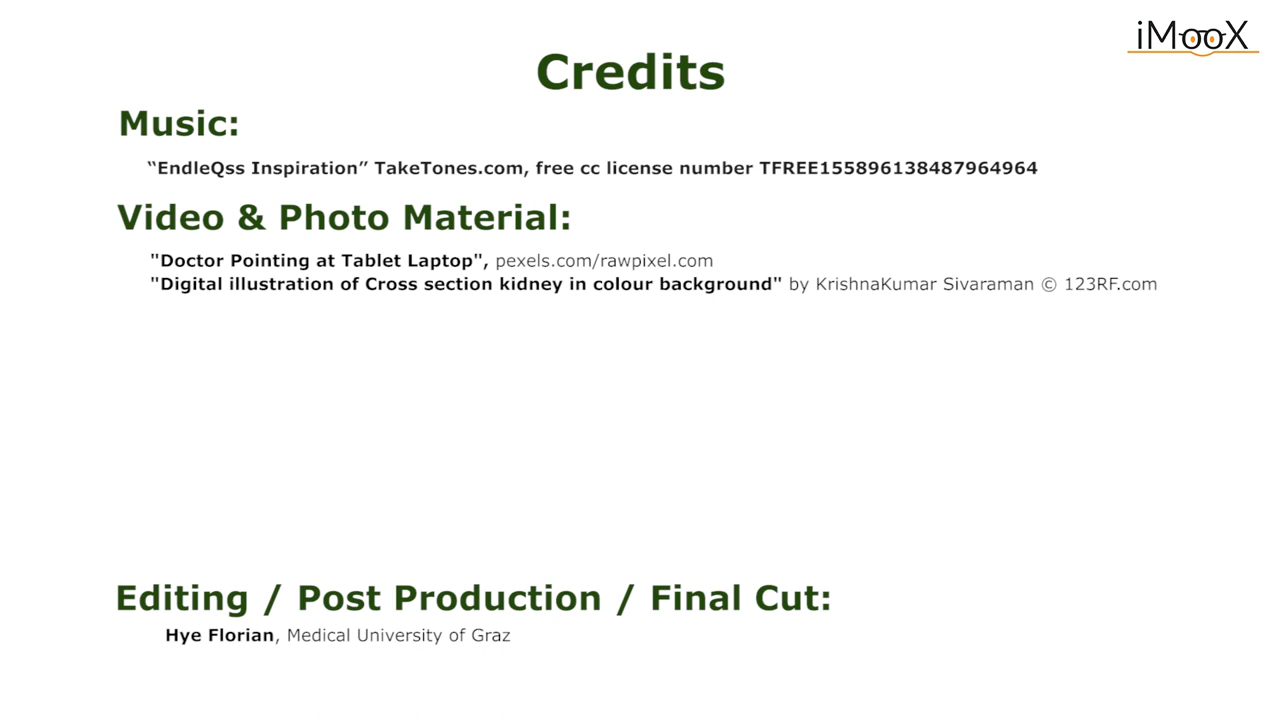 iMooX
Credits
Music:
“EndleQss Inspiration” TakeTones.com, free cc license number TFREE155896138487964964
Video & Photo Material:
"Doctor Pointing at Tablet Laptop", pexels.com/rawpixel.com
"Digital illustration of Cross section kidney in colour background" by KrishnaKumar Sivaraman © 123RF.com
Editing / Post Production / Final Cut:
Hye Florian, Medical University of Graz